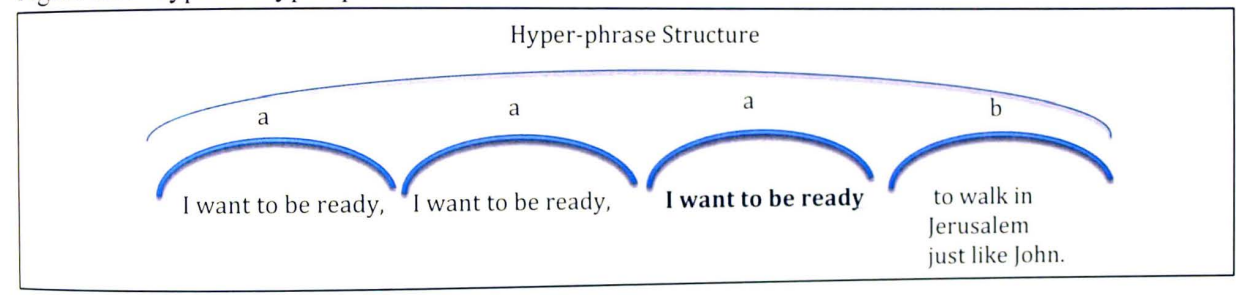 Hyper-phrase Structure
a a a b
I want to be ready, I want to be ready, I want to be ready to walk in
Jerusalem
just like John.